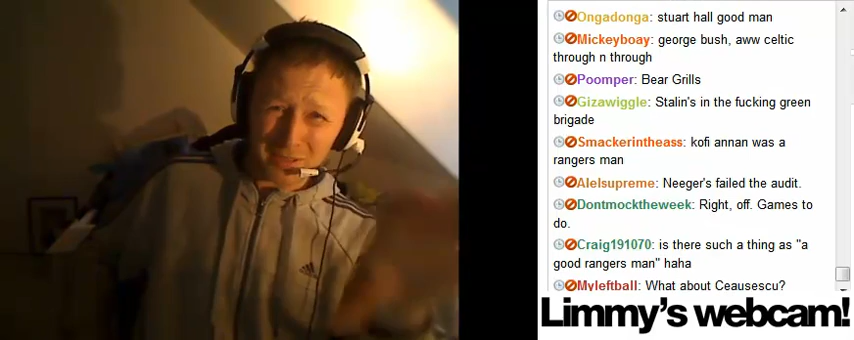 Ongadonga: stuart hall good man
Mickeyboay: george bush, aww celtic
through n through
Poomper: Bear Grills
Gizawiggle: Stalin's in the fucking green
brigade
Smackerintheass: kofi annan was a
rangers man
Alelsupreme: Neeger's failed the audit.
Dontmocktheweek: Right, off. Games to
do.
Craig191070: is there such a thing as "a
good rangers man" haha
Myleftball: What about Ceausescu?
Limmy's webcam!